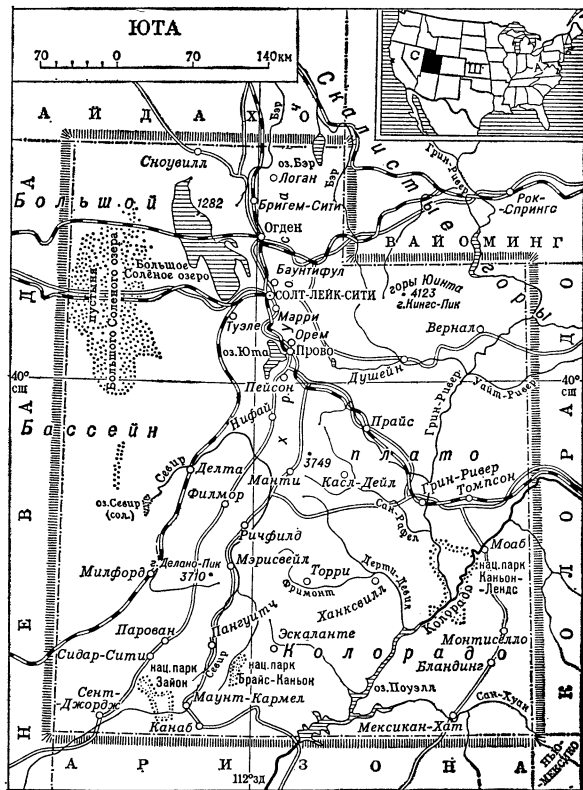 ЮТА
70 0 70 140км
С Ш А
АЙДАХО
Скалистые горы
Бэр
оз. Бэр
Бэр
Сноувилл
Логан
Грин-Ривер
Рок-
-Спрингс
Большой
1282
Бригем-Сити
Огден
ВАЙОМИНГ
пустыня
Большого Солёного озера
Большое
Солёное озеро
Баунтифул
СОЛТ-ЛЕЙК-СИТИ
горы Юинта
4123
г. Кингс-Пик
Марри
Туэле
Орем
Вернал
оз. Юта
Прово
Душейн
40°
сш
40°
сш
Пейсон
Грин-Ривер
Уайт-Ривер
Нифай
Прайс
Бассейн
3749
плато
Севир
Делта
Манти
Касл-Дейл
Грин-Ривер
Томпсон
оз. Севир
(сол.)
Филмор
Сан-Рафел
Ричфилд
Моаб
г. Делано-Пик
3710
Мэрисвейл
Торри
Дерти-Девил
нац. парк
Каньон-
-Лендс
Милфорд
Фримонт
Ханксвилл
Колорадо
Парован
Пангуитч
Эскаланте
Монтиселло
Сидар-Сити
Колорадо
Бландинг
нац. парк
Зайон
Севир
нац. парк
Брайс-Каньон
оз. Поуэлл
Сент-
-Джордж
Маунт-Кармел
Сан-Хуан
Канаб
Мексикан-Хат
НЕВАДА
КОЛОРАДО
АРИЗОНА
НЬЮ-
-МЕКСИКО
112°зд